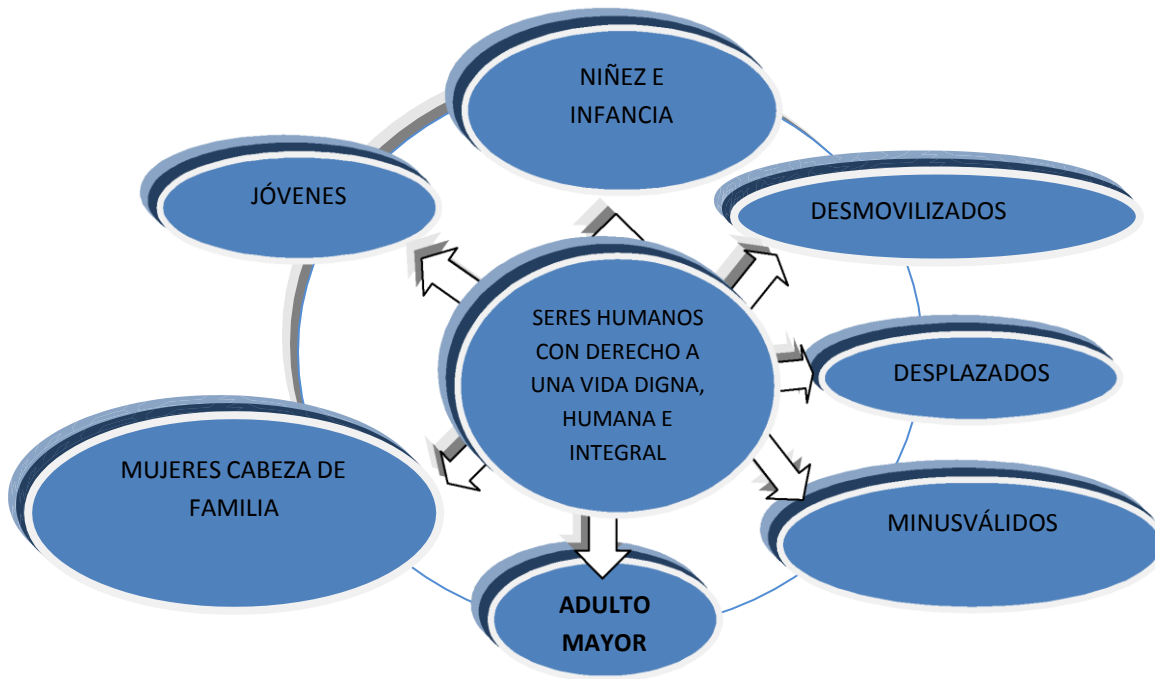 NIÑEZ E
INFANCIA
JÓVENES
DESMOVILIZADOS
SERES HUMANOS
CON DERECHO A
UNA VIDA DIGNA,
HUMANA E
INTEGRAL
DESPLAZADOS
MUJERES CABEZA DE
FAMILIA
MINUSVÁLIDOS
ADULTO
MAYOR